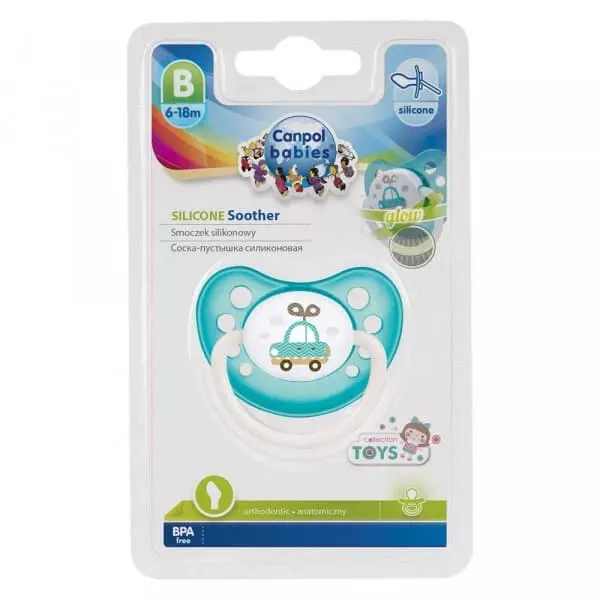 B
6-18m
Canpol
babies
silicone
glow
SILICONE Soother
Smoczek silikonowy
Соска-пустышка силиконовая
collection
TOYS
orthodontic • anatomiczny
BPA
free